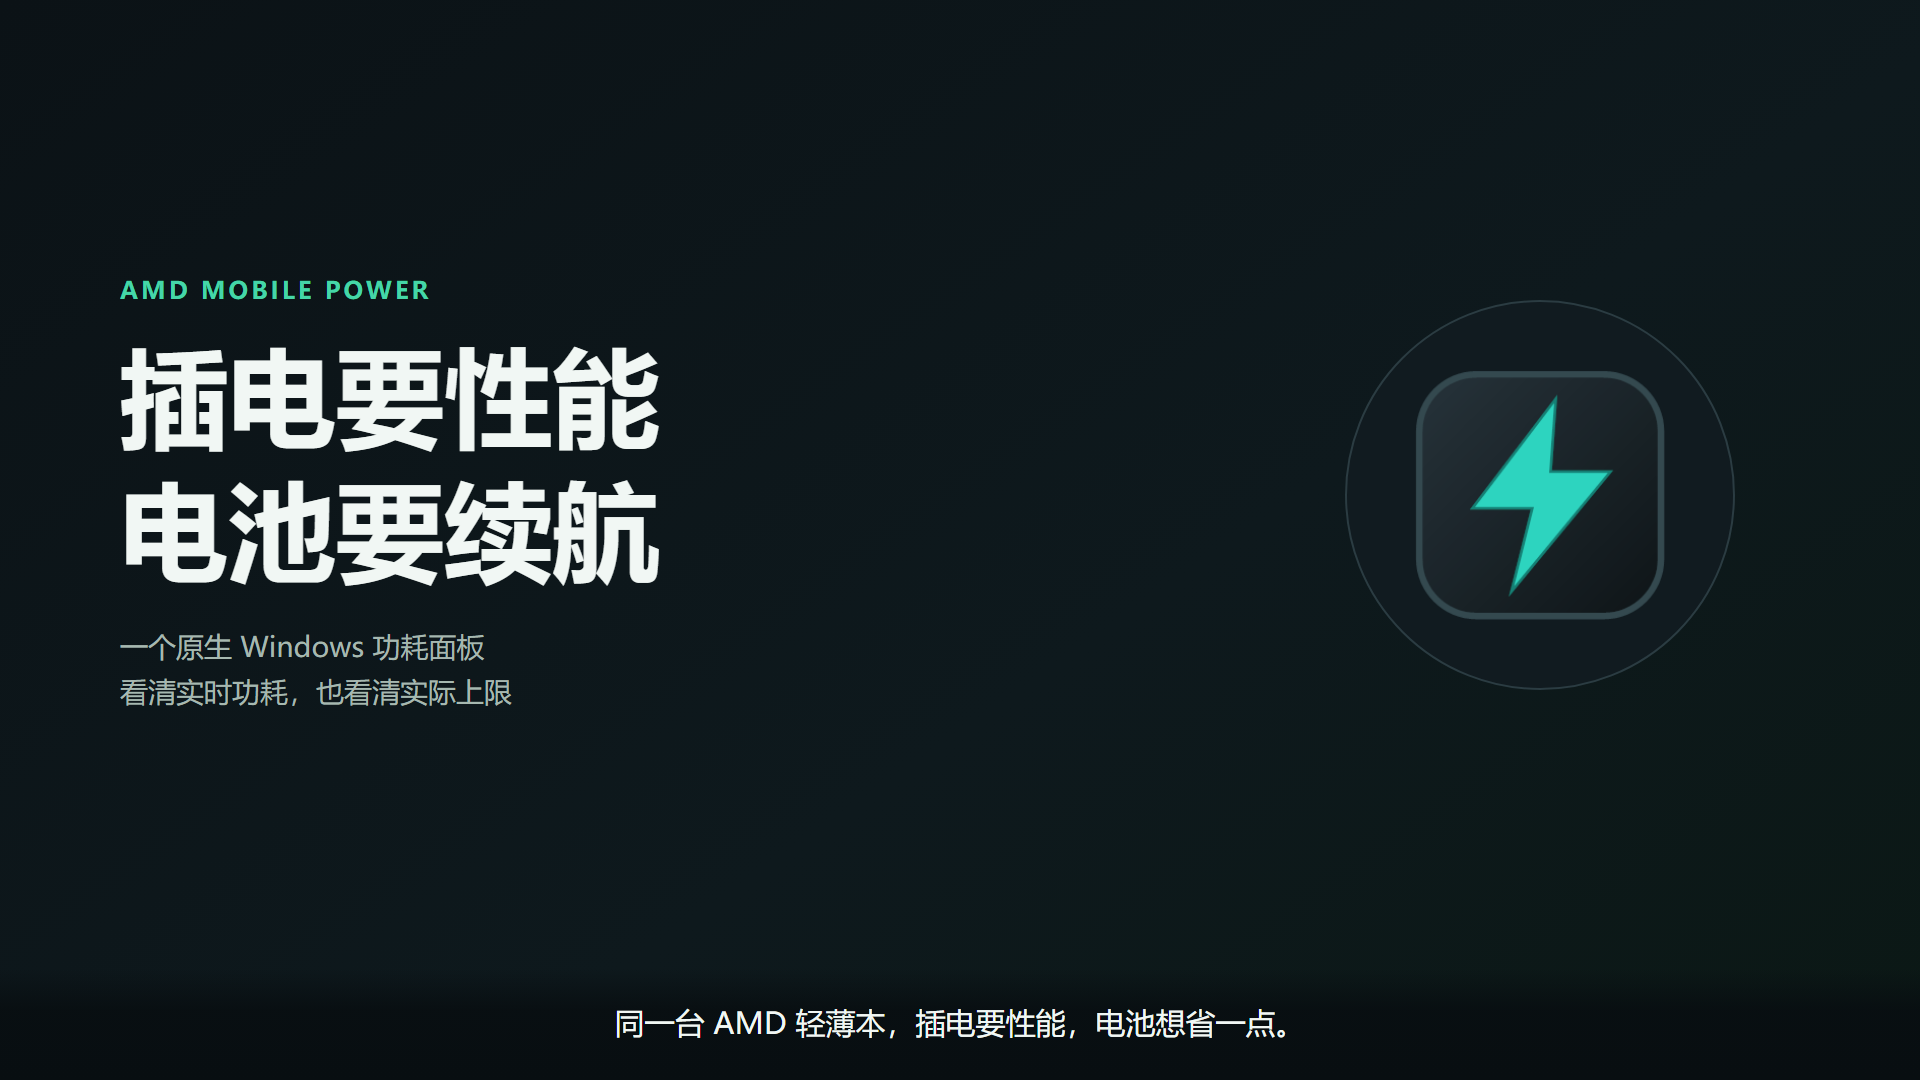 AMD MOBILE POWER
插电要性能
电池要续航
一个原生 Windows 功耗面板
看清实时功耗，也看清实际上限
同一台 AMD 轻薄本，插电要性能，电池想省一点。